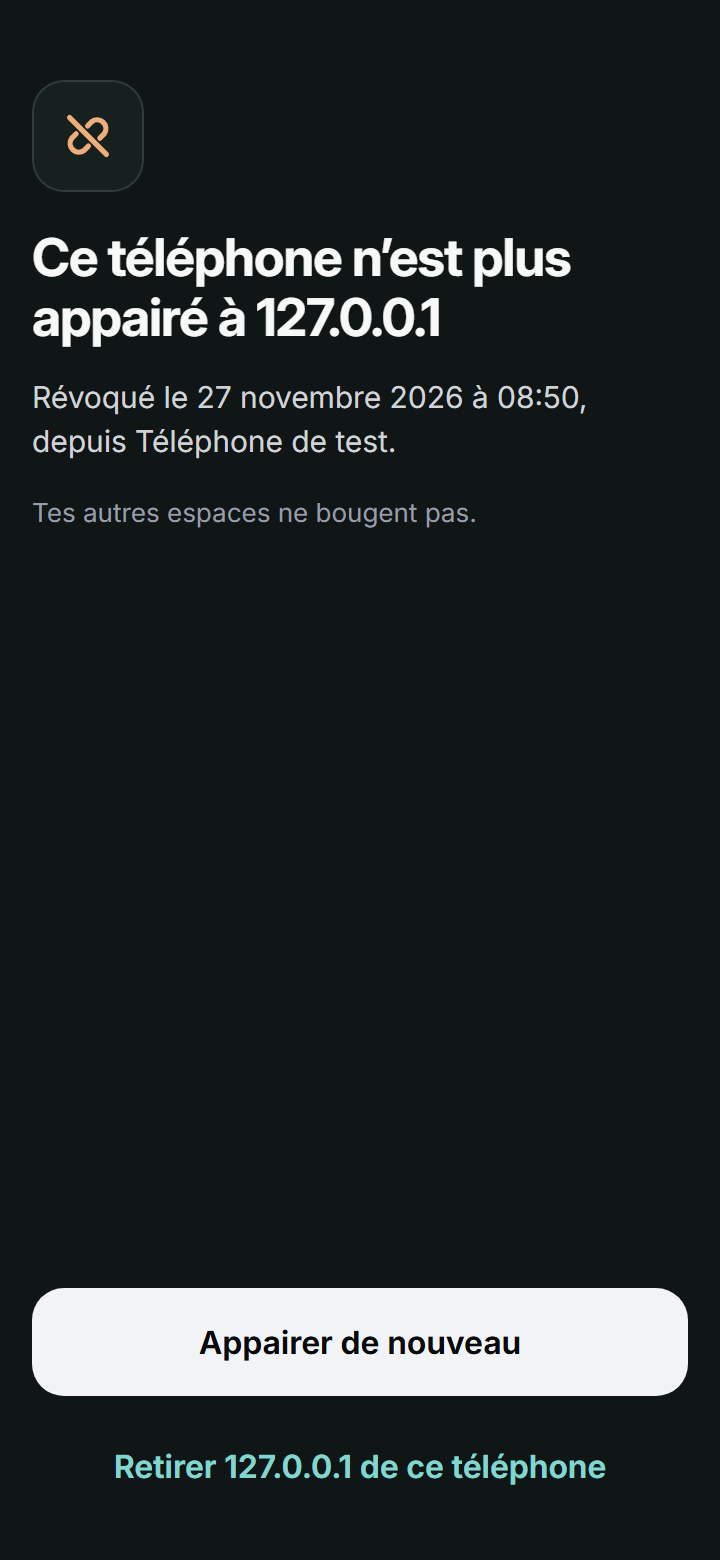 Ce téléphone n’est plus
appairé à 127.0.0.1
Révoqué le 27 novembre 2026 à 08:50,
depuis Téléphone de test.
Tes autres espaces ne bougent pas.
Appairer de nouveau
Retirer 127.0.0.1 de ce téléphone